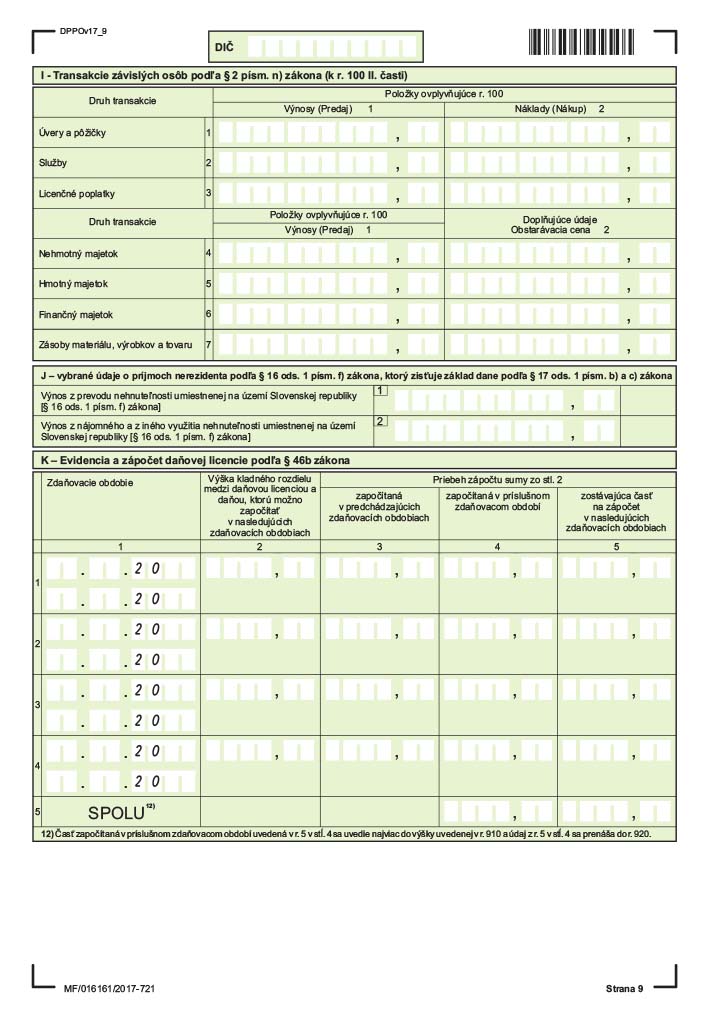 DPPOv17_9
DIČ
I - Transakcie závislých osôb podľa § 2 písm. n) zákona (k r. 100 II. časti)
Druh transakcie
Položky ovplyvňujúce r. 100
Výnosy (Predaj) 1
Náklady (Nákup) 2
Úvery a pôžičky 1 , ,
Služby 2 , ,
Licenčné poplatky 3 , ,
Druh transakcie
Položky ovplyvňujúce r. 100
Výnosy (Predaj) 1
Doplňujúce údaje
Obstarávacia cena 2
Nehmotný majetok 4 , ,
Hmotný majetok 5 , ,
Finančný majetok 6 , ,
Zásoby materiálu, výrobkov a tovaru 7 , ,
J – vybrané údaje o príjmoch nerezidenta podľa § 16 ods. 1 písm. f) zákona, ktorý zisťuje základ dane podľa § 17 ods. 1 písm. b) a c) zákona
Výnos z prevodu nehnuteľnosti umiestnenej na území Slovenskej republiky
[§ 16 ods. 1 písm. f) zákona]
1 ,
Výnos z nájomného a z iného využitia nehnuteľnosti umiestnenej na území
Slovenskej republiky [§ 16 ods. 1 písm. f) zákona]
2 ,
K – Evidencia a zápočet daňovej licencie podľa § 46b zákona
Zdaňovacie obdobie
Výška kladného rozdielu
medzi daňovou licenciou a
daňou, ktorú možno
započítať
v nasledujúcich
zdaňovacích obdobiach
Priebeh zápočtu sumy zo stl. 2
započítaná
v predchádzajúcich
zdaňovacích obdobiach
započítaná v príslušnom
zdaňovacom období
zostávajúca časť
na zápočet
v nasledujúcich
zdaňovacích obdobiach
1 2 3 4 5
1 . . 20 , , , ,
. . 20
2 . . 20 , , , ,
. . 20
3 . . 20 , , , ,
. . 20
4 . . 20 , , , ,
. . 20
5 SPOLU 12) , ,
12) Časť započítaná v príslušnom zdaňovacom období uvedená v r. 5 v stĺ. 4 sa uvedie najviac do výšky uvedenej v r. 910 a údaj z r. 5 v stĺ. 4 sa prenáša do r. 920.
MF/016161/2017-721
Strana 9